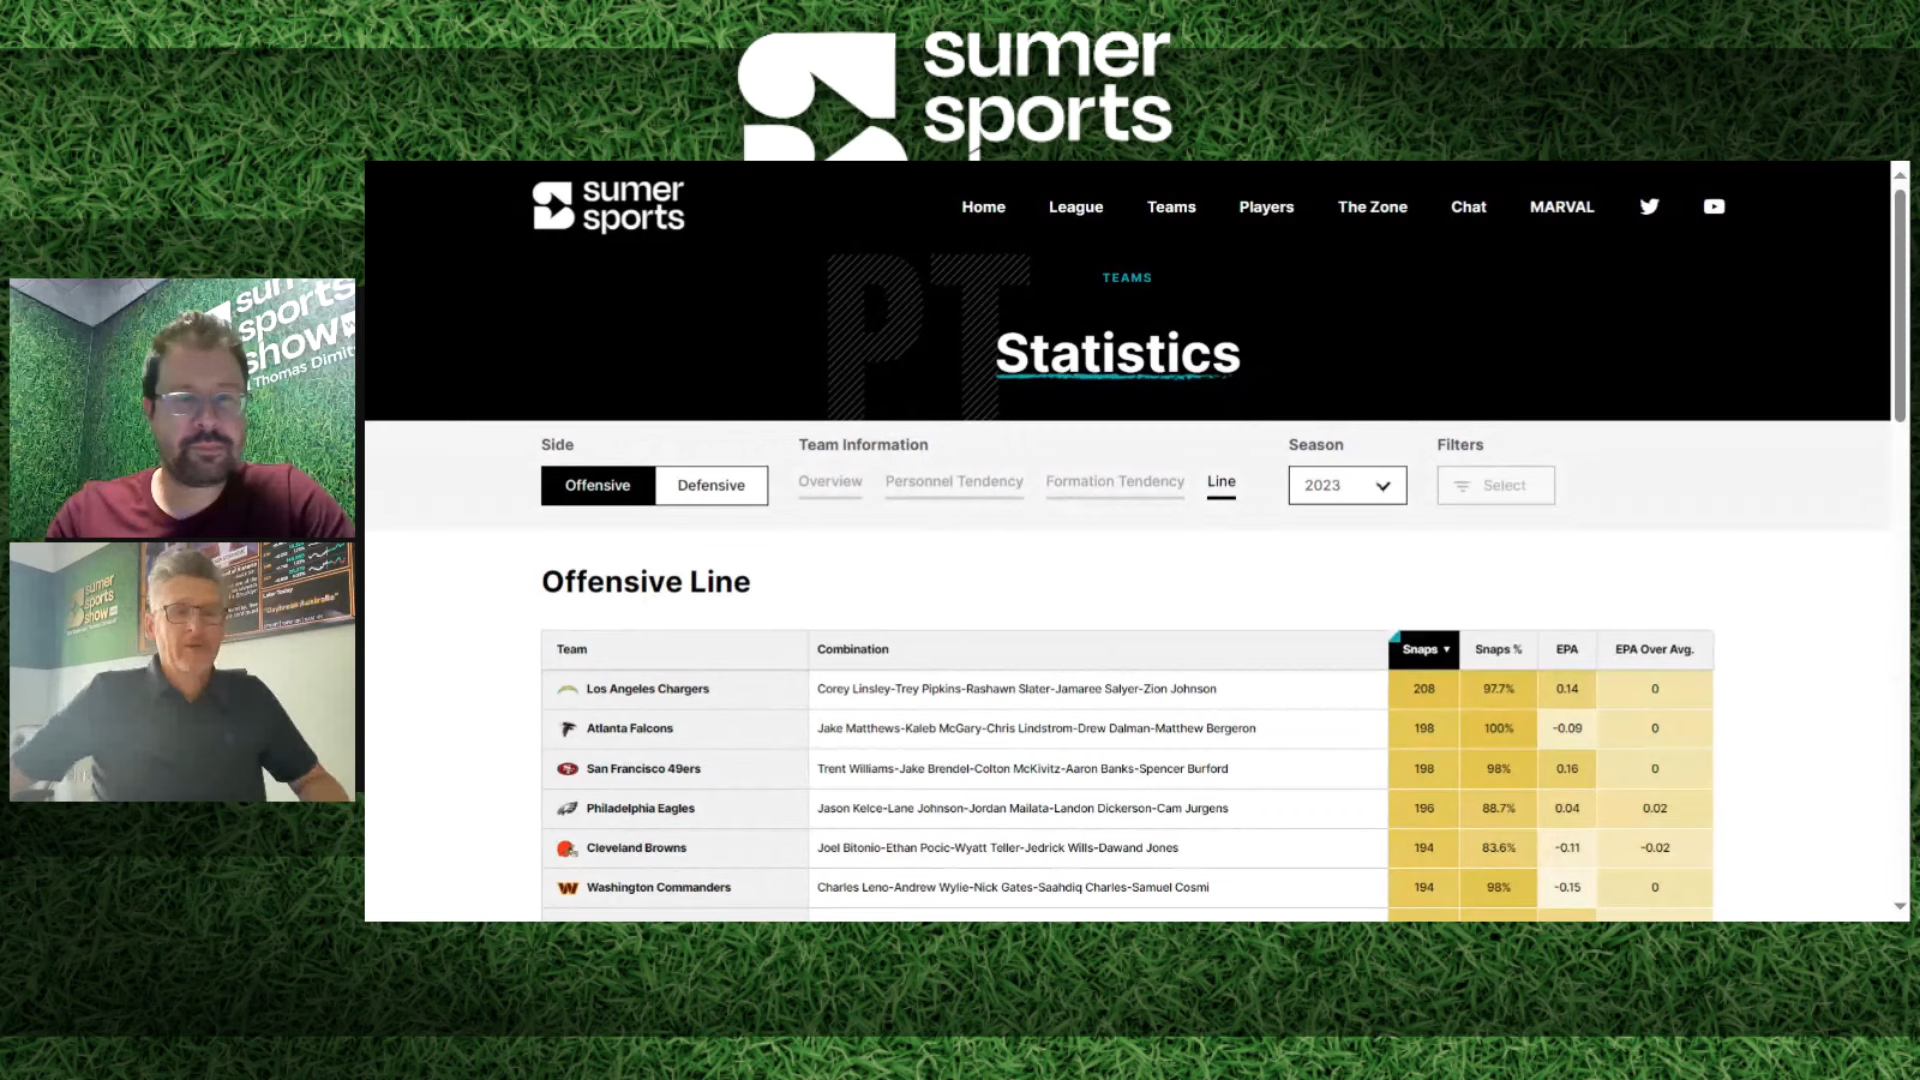 sumer
sports
sumer
sports
Home League Teams Players The Zone Chat MARVAL
PT
TEAMS
Statistics
Side Team Information Season Filters
Offensive Defensive Overview Personnel Tendency Formation Tendency Line 2023 Select
Offensive Line
Team Combination Snaps Snaps % EPA EPA Over Avg.
Los Angeles Chargers Corey Linsley-Trey Pipkins-Rashawn Slater-Jamaree Salyer-Zion Johnson 208 97.7% 0.14 0
Atlanta Falcons Jake Matthews-Kaleb McGary-Chris Lindstrom-Drew Dalman-Matthew Bergeron 198 100% -0.09 0
San Francisco 49ers Trent Williams-Jake Brendel-Colton McKivitz-Aaron Banks-Spencer Burford 198 98% 0.16 0
Philadelphia Eagles Jason Kelce-Lane Johnson-Jordan Mailata-Landon Dickerson-Cam Jurgens 196 88.7% 0.04 0.02
Cleveland Browns Joel Bitonio-Ethan Pocic-Wyatt Teller-Jedrick Wills-Dawand Jones 194 83.6% -0.11 -0.02
Washington Commanders Charles Leno-Andrew Wylie-Nick Gates-Saahdiq Charles-Samuel Cosmi 194 98% -0.15 0
sports
show
Thomas Dimit
sumer
sports
show